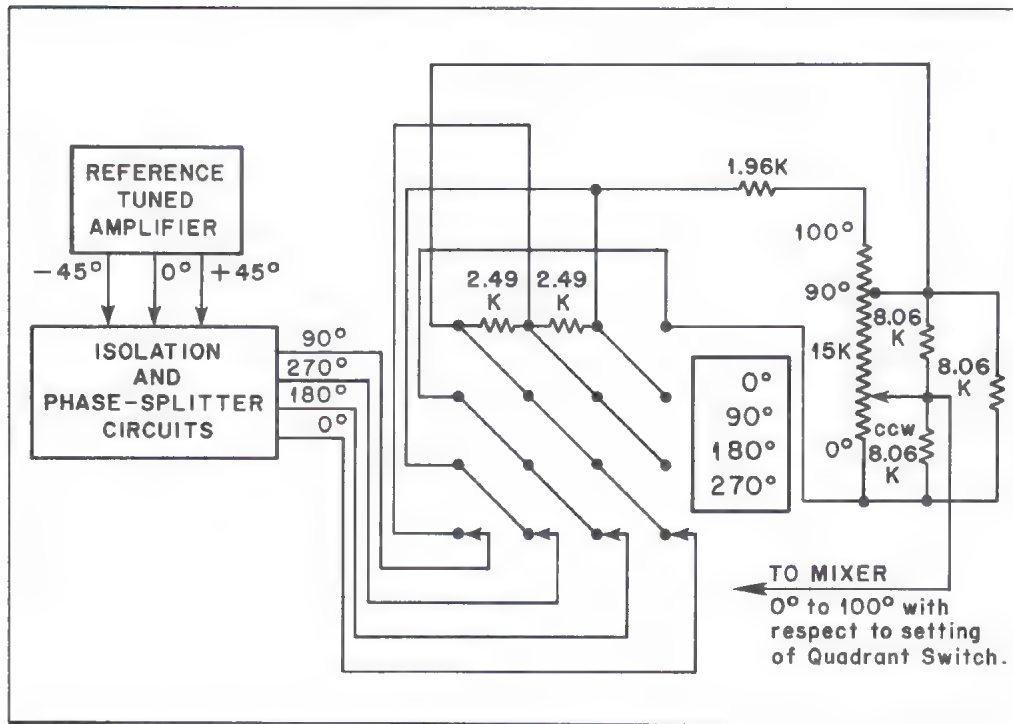 REFERENCE
TUNED
AMPLIFIER
−45° 0° +45°
ISOLATION
AND
PHASE-SPLITTER
CIRCUITS
90°
270°
180°
0°
1.96K
2.49
K
2.49
K
100°
90°
15K
0°
8.06
K
8.06
K
ccw
8.06
K
0°
90°
180°
270°
TO MIXER
0° to 100° with
respect to setting
of Quadrant Switch.